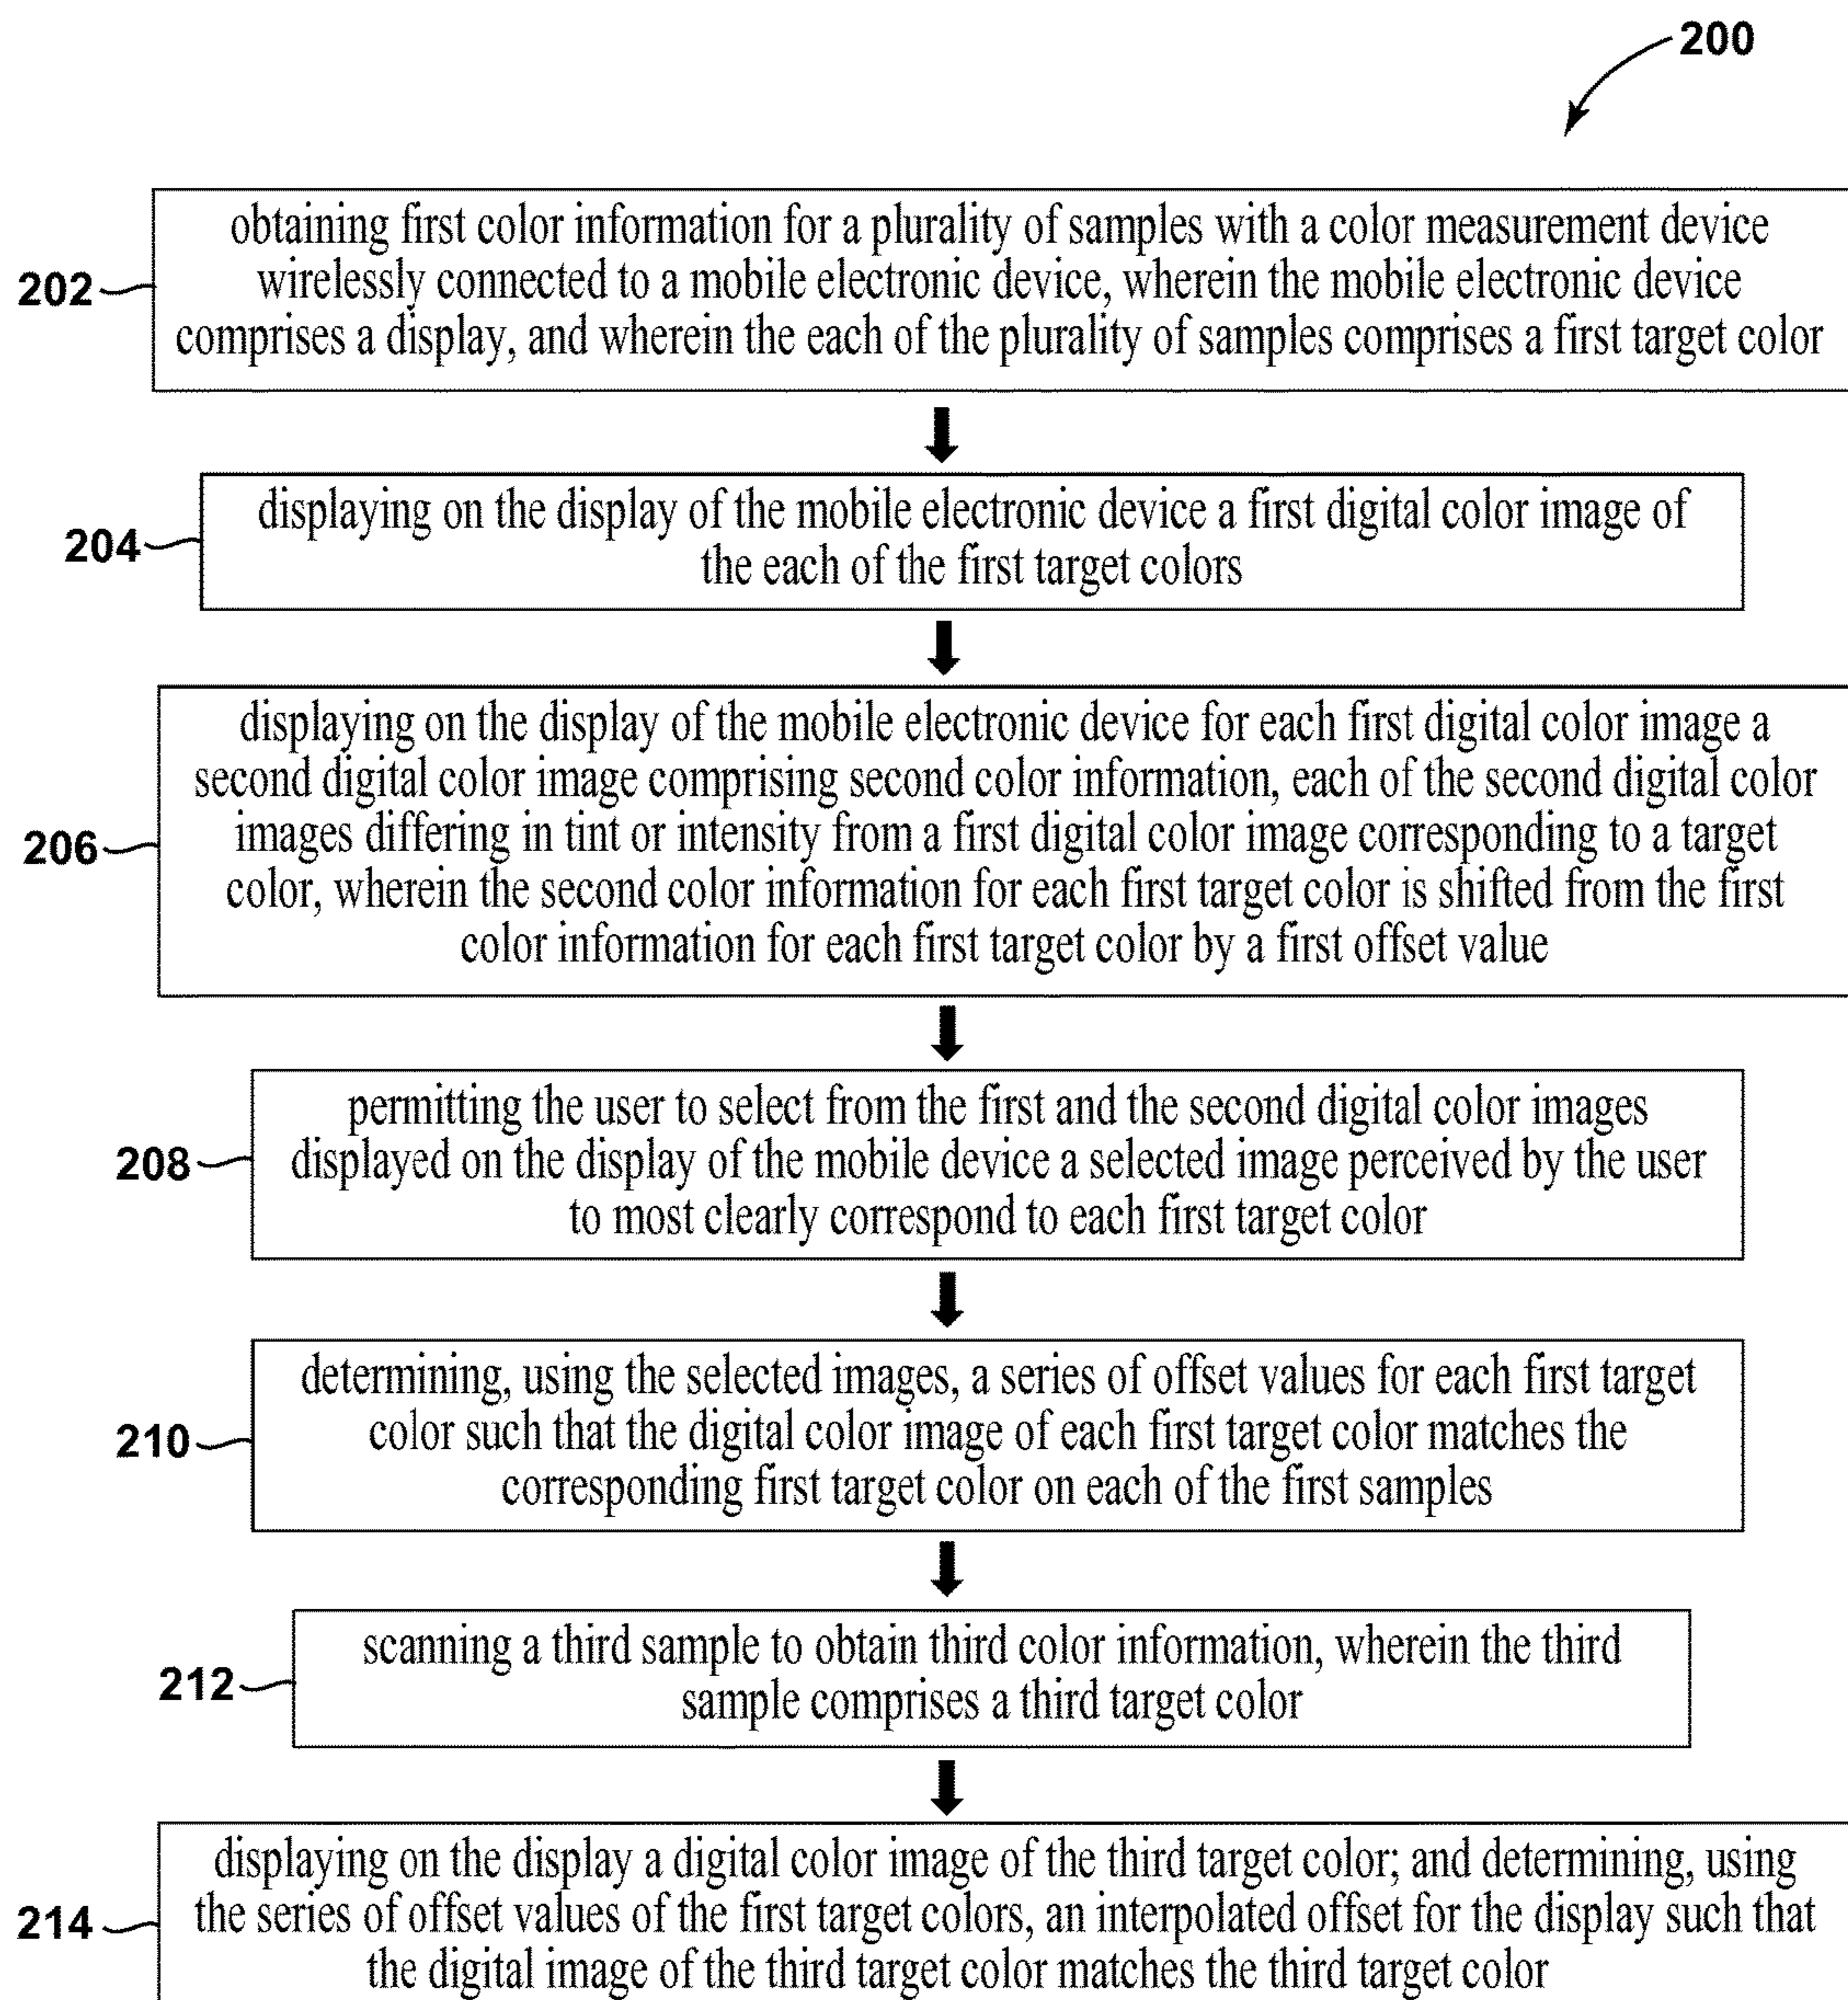 200
202
obtaining first color information for a plurality of samples with a color measurement device
wirelessly connected to a mobile electronic device, wherein the mobile electronic device
comprises a display, and wherein the each of the plurality of samples comprises a first target color
204
displaying on the display of the mobile electronic device a first digital color image of
the each of the first target colors
206
displaying on the display of the mobile electronic device for each first digital color image a
second digital color image comprising second color information, each of the second digital color
images differing in tint or intensity from a first digital color image corresponding to a target
color, wherein the second color information for each first target color is shifted from the first
color information for each first target color by a first offset value
208
permitting the user to select from the first and the second digital color images
displayed on the display of the mobile device a selected image perceived by the user
to most clearly correspond to each first target color
210
determining, using the selected images, a series of offset values for each first target
color such that the digital color image of each first target color matches the
corresponding first target color on each of the first samples
212
scanning a third sample to obtain third color information, wherein the third
sample comprises a third target color
214
displaying on the display a digital color image of the third target color; and determining, using
the series of offset values of the first target colors, an interpolated offset for the display such that
the digital image of the third target color matches the third target color